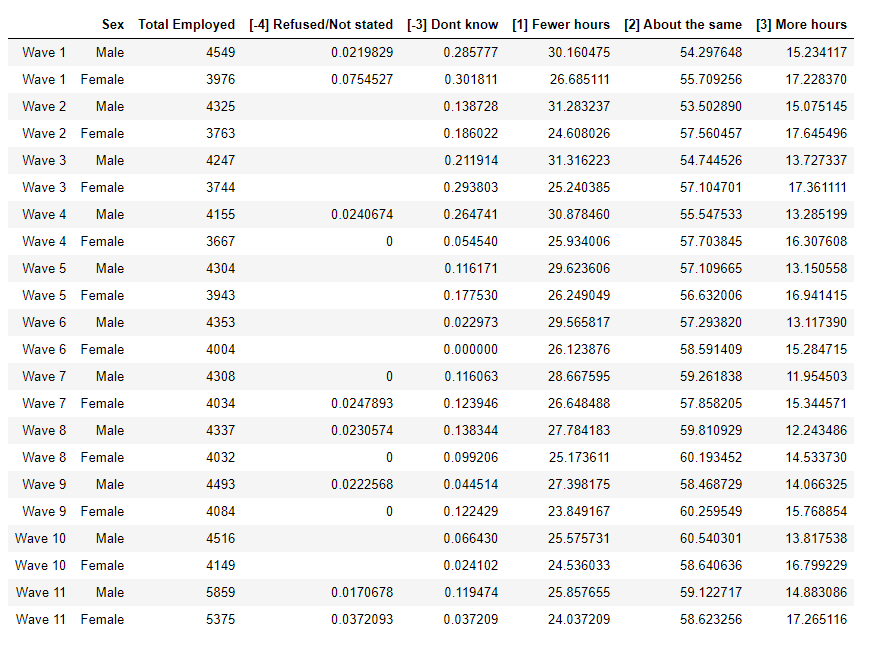 Sex Total Employed [-4] Refused/Not stated [-3] Dont know [1] Fewer hours [2] About the same [3] More hours
Wave 1 Male 4549 0.0219829 0.285777 30.160475 54.297648 15.234117
Wave 1 Female 3976 0.0754527 0.301811 26.685111 55.709256 17.228370
Wave 2 Male 4325 0.138728 31.283237 53.502890 15.075145
Wave 2 Female 3763 0.186022 24.608026 57.560457 17.645496
Wave 3 Male 4247 0.211914 31.316223 54.744526 13.727337
Wave 3 Female 3744 0.293803 25.240385 57.104701 17.361111
Wave 4 Male 4155 0.0240674 0.264741 30.878460 55.547533 13.285199
Wave 4 Female 3667 0 0.054540 25.934006 57.703845 16.307608
Wave 5 Male 4304 0.116171 29.623606 57.109665 13.150558
Wave 5 Female 3943 0.177530 26.249049 56.632006 16.941415
Wave 6 Male 4353 0.022973 29.565817 57.293820 13.117390
Wave 6 Female 4004 0.000000 26.123876 58.591409 15.284715
Wave 7 Male 4308 0 0.116063 28.667595 59.261838 11.954503
Wave 7 Female 4034 0.0247893 0.123946 26.648488 57.858205 15.344571
Wave 8 Male 4337 0.0230574 0.138344 27.784183 59.810929 12.243486
Wave 8 Female 4032 0 0.099206 25.173611 60.193452 14.533730
Wave 9 Male 4493 0.0222568 0.044514 27.398175 58.468729 14.066325
Wave 9 Female 4084 0 0.122429 23.849167 60.259549 15.768854
Wave 10 Male 4516 0.066430 25.575731 60.540301 13.817538
Wave 10 Female 4149 0.024102 24.536033 58.640636 16.799229
Wave 11 Male 5859 0.0170678 0.119474 25.857655 59.122717 14.883086
Wave 11 Female 5375 0.0372093 0.037209 24.037209 58.623256 17.265116